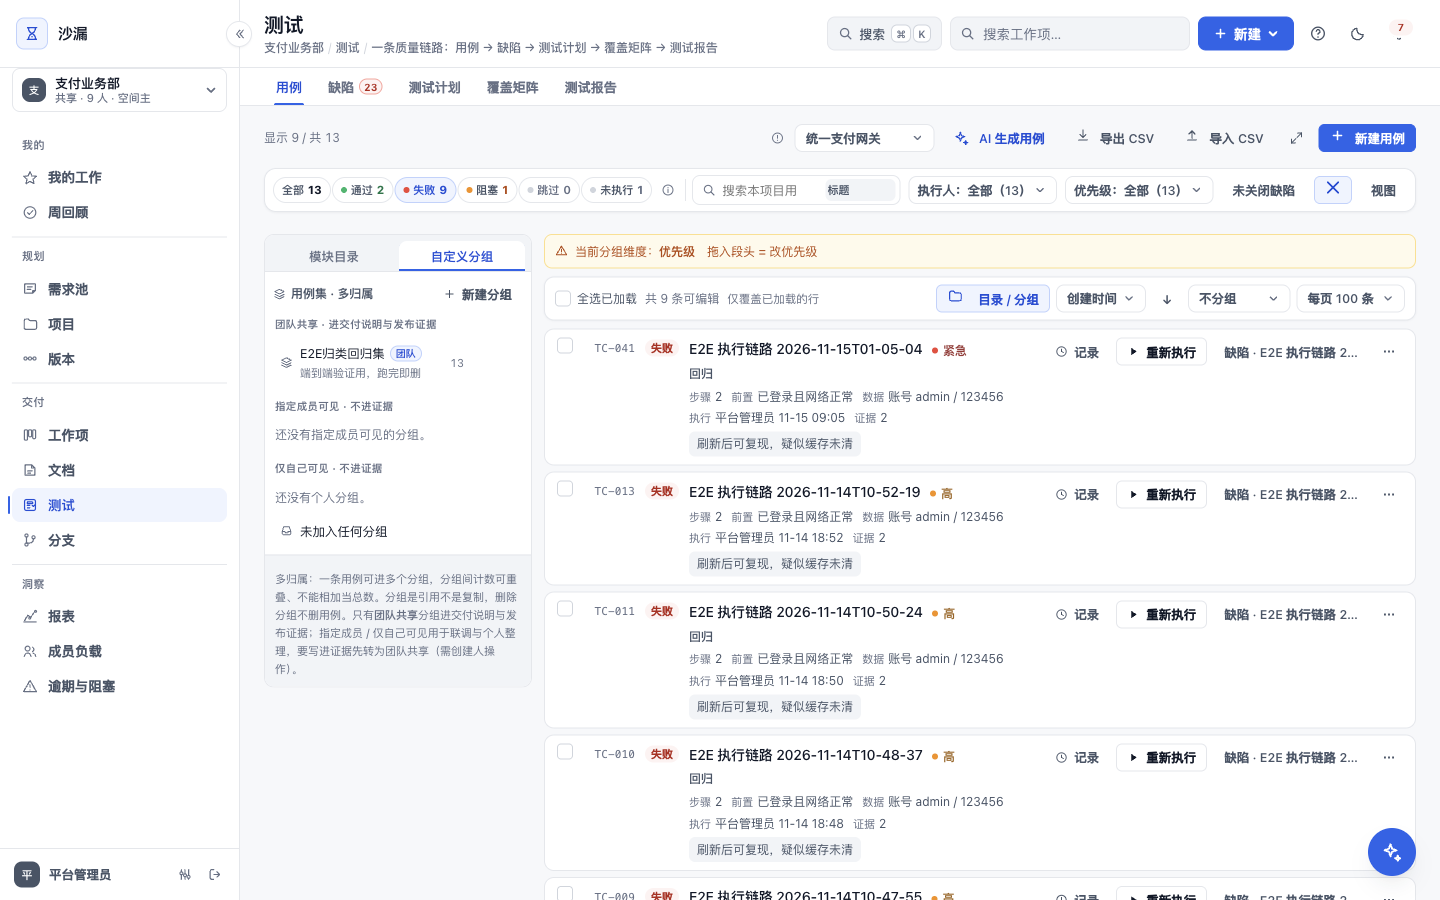 沙漏
测试
支付业务部 / 测试 / 一条质量链路：用例 → 缺陷 → 测试计划 → 覆盖矩阵 → 测试报告
搜索 ⌘ K
搜索工作项...
新建
7
支
支付业务部
共享 · 9 人 · 空间主
我的
我的工作
周回顾
规划
需求池
项目
版本
交付
工作项
文档
测试
分支
洞察
报表
成员负载
逾期与阻塞
平
平台管理员
用例 缺陷 23 测试计划 覆盖矩阵 测试报告
显示 9 / 共 13
统一支付网关
AI 生成用例
导出 CSV
导入 CSV
新建用例
全部 13 通过 2 失败 9 阻塞 1 跳过 0 未执行 1
搜索本项目用 标题
执行人：全部（13）
优先级：全部（13）
未关闭缺陷
视图
模块目录 自定义分组
用例集 · 多归属 + 新建分组
团队共享 · 进交付说明与发布证据
E2E归类回归集 团队 13
端到端验证用，跑完即删
指定成员可见 · 不进证据
还没有指定成员可见的分组。
仅自己可见 · 不进证据
还没有个人分组。
未加入任何分组
多归属：一条用例可进多个分组，分组间计数可重
叠、不能相加当总数。分组是引用不是复制，删除
分组不删用例。只有团队共享分组进交付说明与发
布证据；指定成员 / 仅自己可见用于联调与个人整
理，要写进证据先转为团队共享（需创建人操
作）。
当前分组维度：优先级 拖入段头 = 改优先级
全选已加载 共 9 条可编辑 仅覆盖已加载的行
目录 / 分组 创建时间 ↓ 不分组 每页 100 条
TC-041 失败 E2E 执行链路 2026-11-15T01-05-04 紧急 记录 重新执行 缺陷 · E2E 执行链路 2... ···
回归
步骤 2 前置 已登录且网络正常 数据 账号 admin / 123456
执行 平台管理员 11-15 09:05 证据 2
刷新后可复现，疑似缓存未清
TC-013 失败 E2E 执行链路 2026-11-14T10-52-19 高 记录 重新执行 缺陷 · E2E 执行链路 2... ···
步骤 2 前置 已登录且网络正常 数据 账号 admin / 123456
执行 平台管理员 11-14 18:52 证据 2
刷新后可复现，疑似缓存未清
TC-011 失败 E2E 执行链路 2026-11-14T10-50-24 高 记录 重新执行 缺陷 · E2E 执行链路 2... ···
回归
步骤 2 前置 已登录且网络正常 数据 账号 admin / 123456
执行 平台管理员 11-14 18:50 证据 2
刷新后可复现，疑似缓存未清
TC-010 失败 E2E 执行链路 2026-11-14T10-48-37 高 记录 重新执行 缺陷 · E2E 执行链路 2... ···
回归
步骤 2 前置 已登录且网络正常 数据 账号 admin / 123456
执行 平台管理员 11-14 18:48 证据 2
刷新后可复现，疑似缓存未清
TC-009 失败 E2E 执行链路 2026-11-14T10-47-55 高 记录 重新执行 缺陷 · E2E 执行链路 2... ···